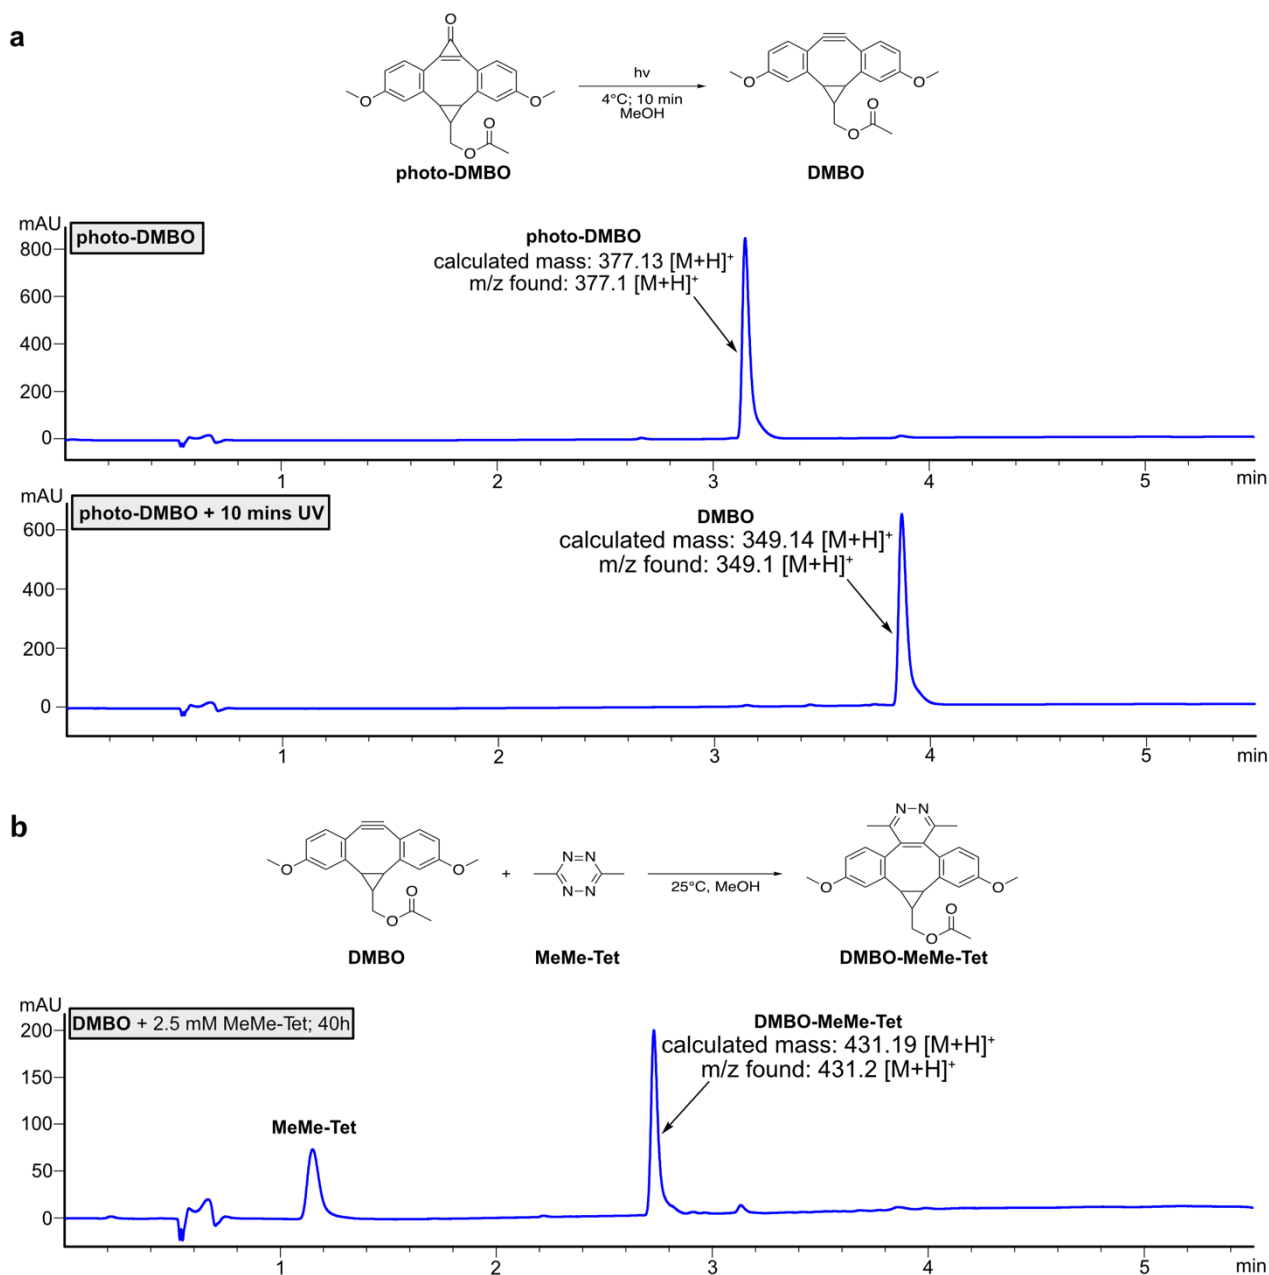 a
O
hv
4°C; 10 min
MeOH
O
O
O
O
photo-DMBO
O
O
O
O
DMBO
mAU
photo-DMBO
photo-DMBO
calculated mass: 377.13 [M+H]+
m/z found: 377.1 [M+H]+
800
600
400
200
0
1 2 3 4 5 min
mAU
photo-DMBO + 10 mins UV
DMBO
calculated mass: 349.14 [M+H]+
m/z found: 349.1 [M+H]+
600
400
200
0
1 2 3 4 5 min
b
O
O
O
O
DMBO
+
N=N
N=N
MeMe-Tet
25°C, MeOH
N-N
O
O
O
O
DMBO-MeMe-Tet
mAU
DMBO + 2.5 mM MeMe-Tet; 40h
DMBO-MeMe-Tet
calculated mass: 431.19 [M+H]+
m/z found: 431.2 [M+H]+
MeMe-Tet
200
150
100
50
0
1 2 3 4 5 min